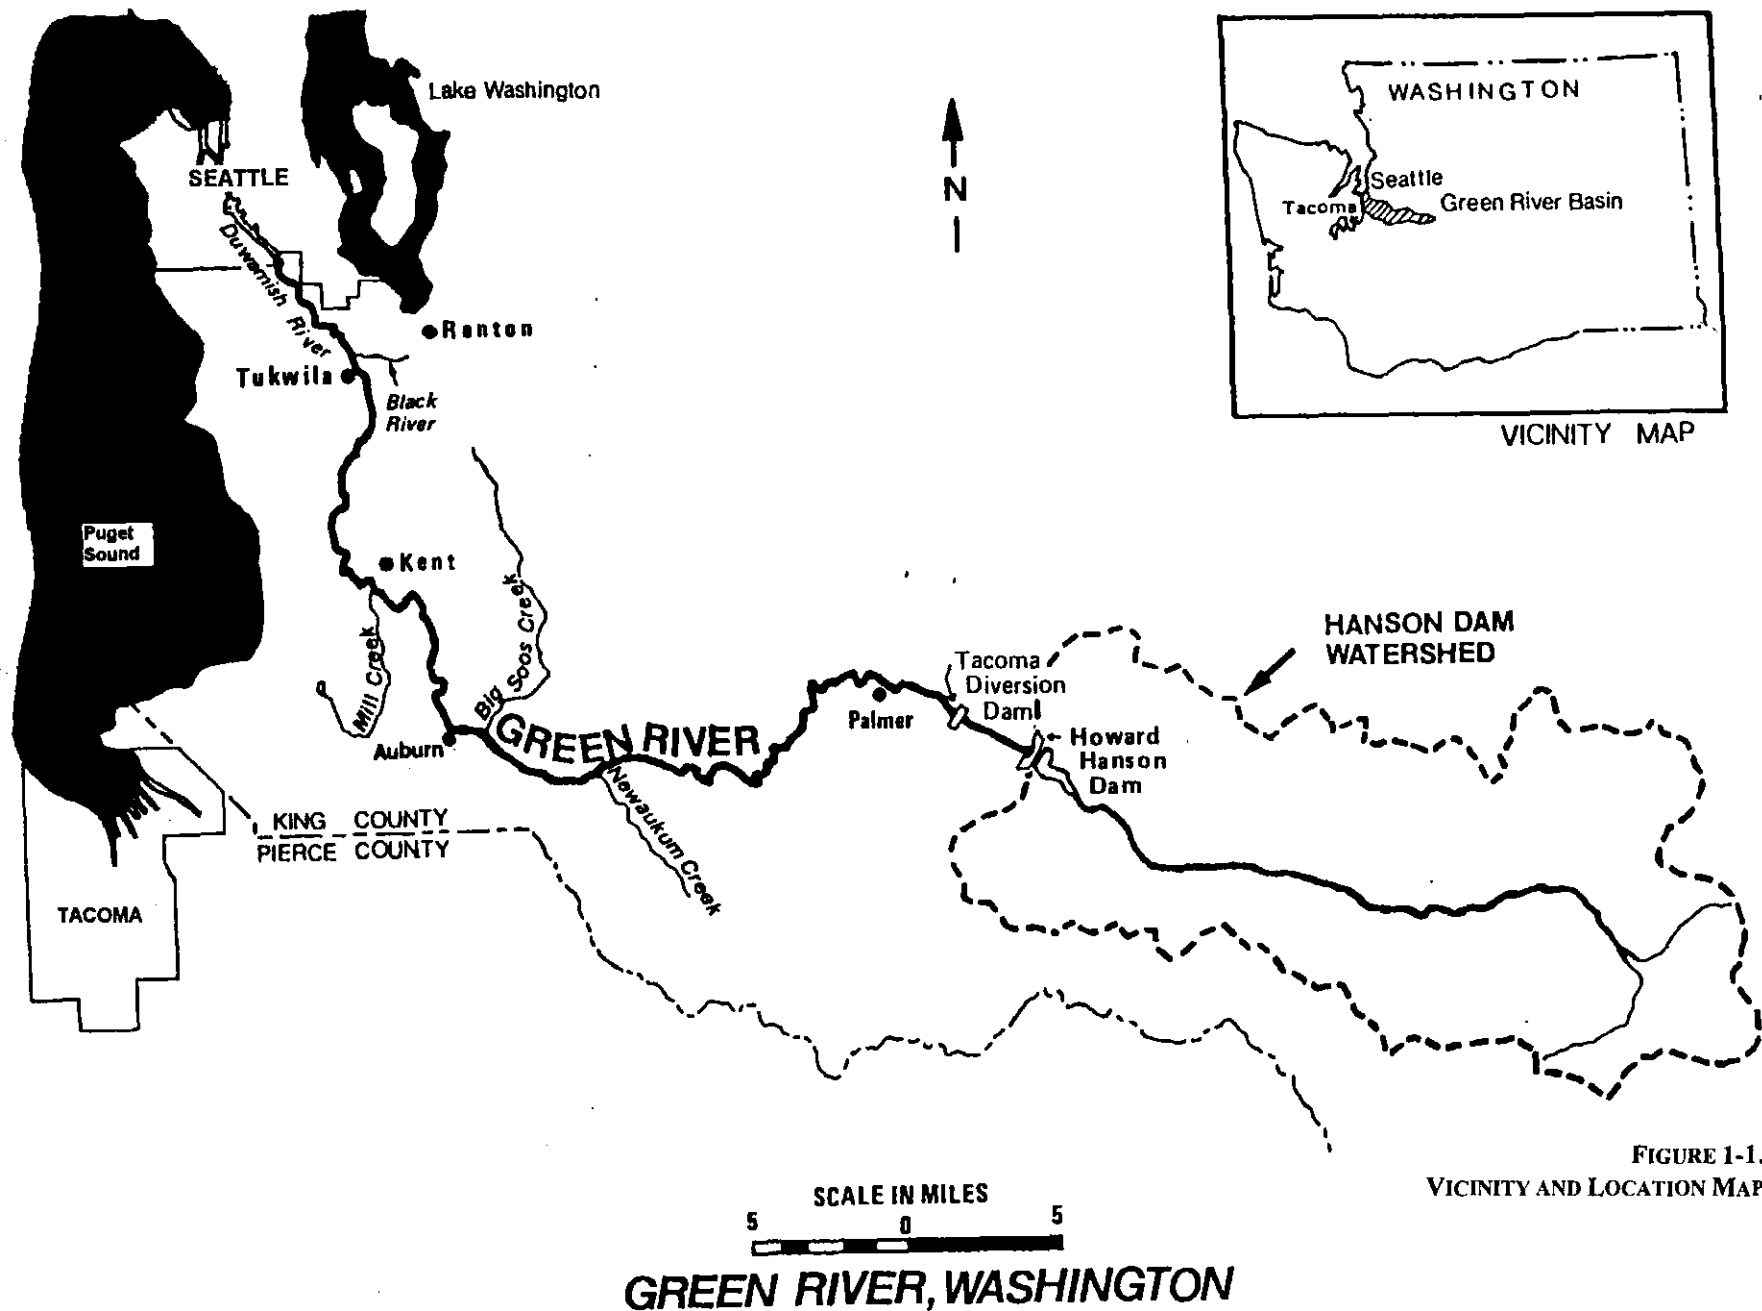 Lake Washington
SEATTLE
Duwamish River
Renton
Tukwila
Black
River
Puget
Sound
Kent
Mill Creek
Big Soos Creek
Auburn
GREEN RIVER
Newaukum Creek
Palmer
Tacoma
Diversion
Dam
Howard
Hanson
Dam
HANSON DAM
WATERSHED
KING COUNTY
PIERCE COUNTY
TACOMA
N
WASHINGTON
Seattle
Tacoma
Green River Basin
VICINITY MAP
FIGURE 1-1.
VICINITY AND LOCATION MAP
SCALE IN MILES
5 0 5
GREEN RIVER, WASHINGTON